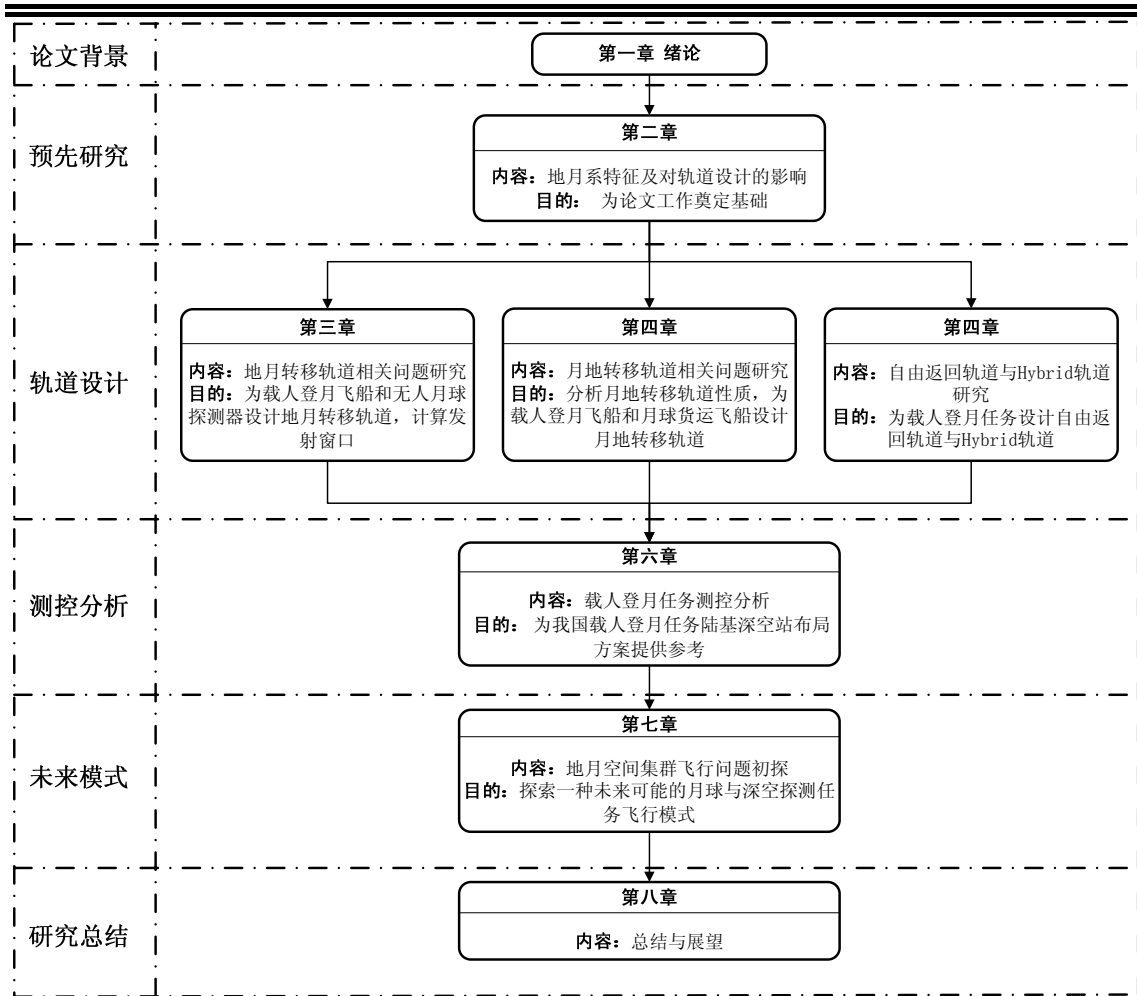 论文背景
第一章 绪论
预先研究
第二章
内容：地月系特征及对轨道设计的影响
目的： 为论文工作奠定基础
轨道设计
第三章
内容：地月转移轨道相关问题研究
目的：为载人登月飞船和无人月球
探测器设计地月转移轨道，计算发
射窗口
第四章
内容：月地转移轨道相关问题研究
目的：分析月地转移轨道性质，为
载人登月飞船和月球货运飞船设计
月地转移轨道
第四章
内容：自由返回轨道与Hybrid轨道
研究
目的：为载人登月任务设计自由返
回轨道与Hybrid轨道
测控分析
第六章
内容：载人登月任务测控分析
目的： 为我国载人登月任务陆基深空站布局
方案提供参考
未来模式
第七章
内容：地月空间集群飞行问题初探
目的：探索一种未来可能的月球与深空探测任
务飞行模式
研究总结
第八章
内容：总结与展望